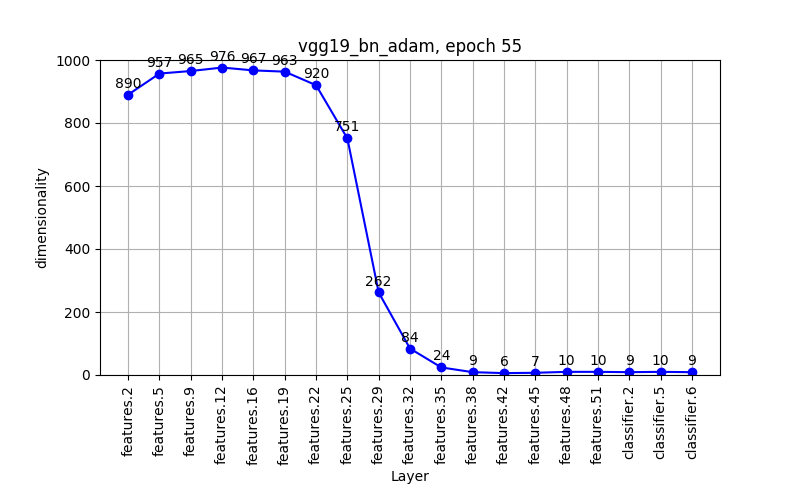 vgg19_bn_adam, epoch 55
1000
800
600
400
200
0
dimensionality
890
957
965
976
967
963
920
751
262
84
24
9
6
7
10
10
9
10
9
features.2
features.5
features.9
features.12
features.16
features.19
features.22
features.25
features.29
features.32
features.35
features.38
features.42
features.45
features.48
features.51
classifier.2
classifier.5
classifier.6
Layer